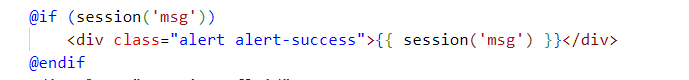 @if (session('msg'))
<div class="alert alert-success">{{ session('msg') }}</div>
@endif